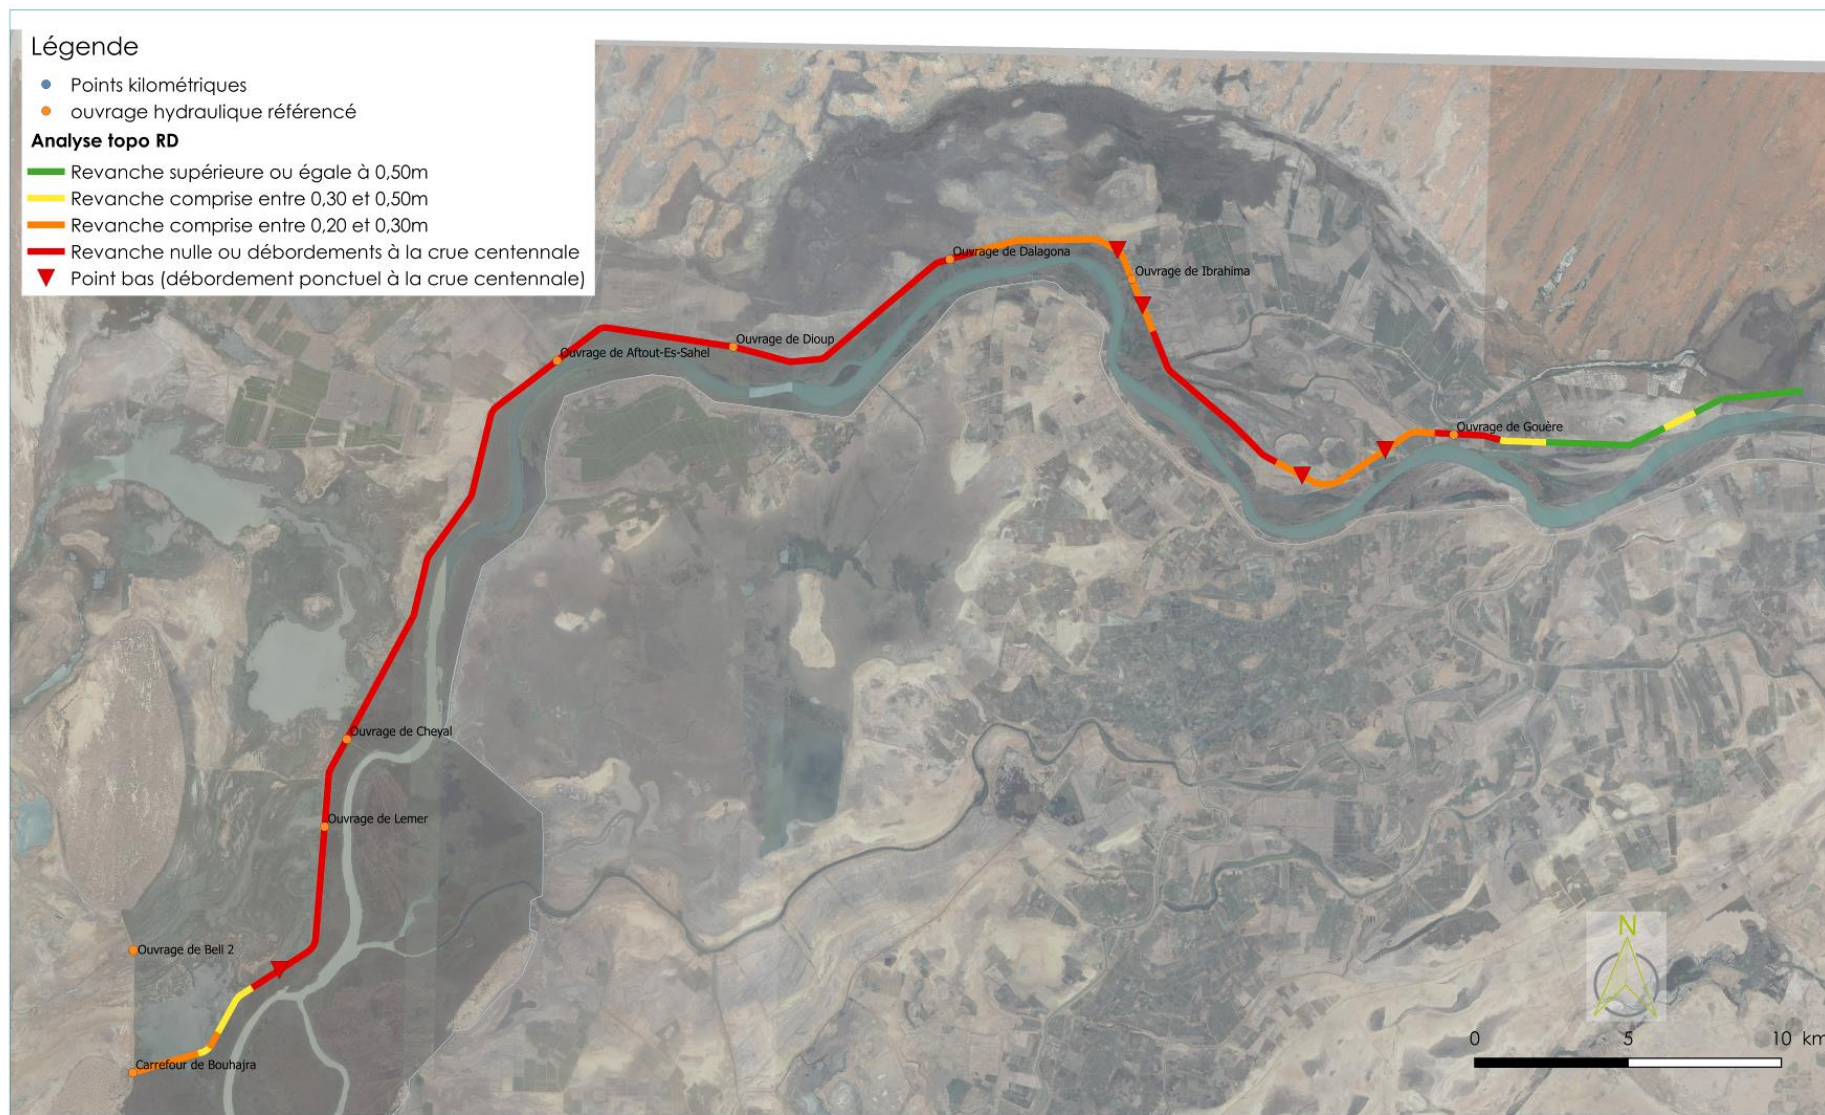 Légende
Points kilométriques
ouvrage hydraulique référencé
Analyse topo RD
Revanche supérieure ou égale à 0,50m
Revanche comprise entre 0,30 et 0,50m
Revanche comprise entre 0,20 et 0,30m
Revanche nulle ou débordements à la crue centennale
Point bas (débordement ponctuel à la crue centennale)
Ouvrage de Dalagona
Ouvrage de Ibrahima
Ouvrage de Dioup
Ouvrage de Aftout-Es-Sahel
Ouvrage de Gouère
Ouvrage de Cheyal
Ouvrage de Lemer
Ouvrage de Bell 2
Carrefour de Bouhajra
N
0 5 10 km